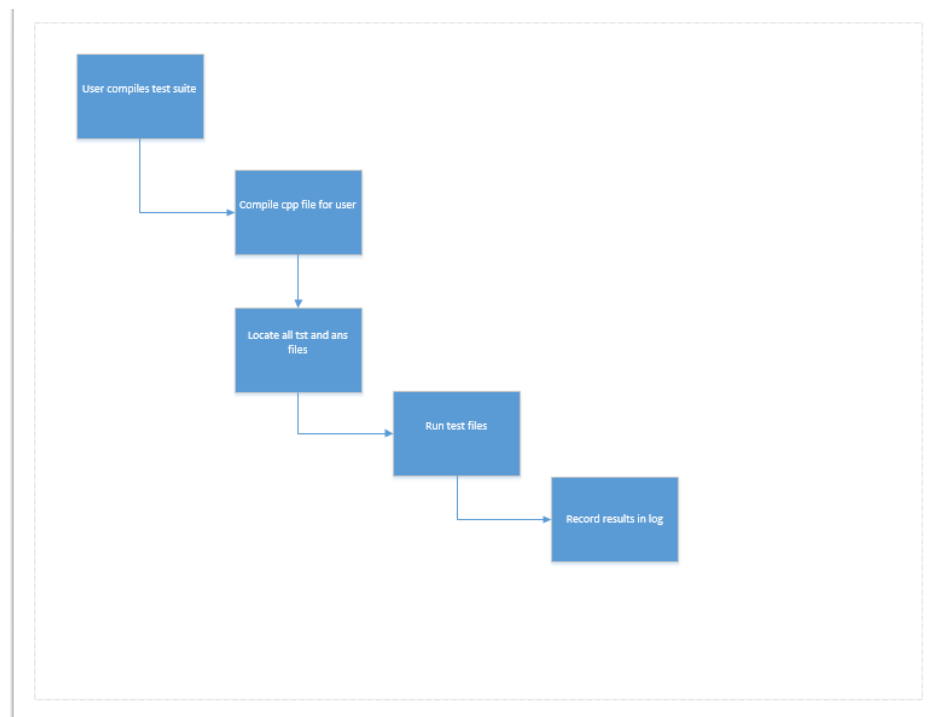 User compiles test suite
Compile cpp file for user
Locate all tst and ans
files
Run test files
Record results in log